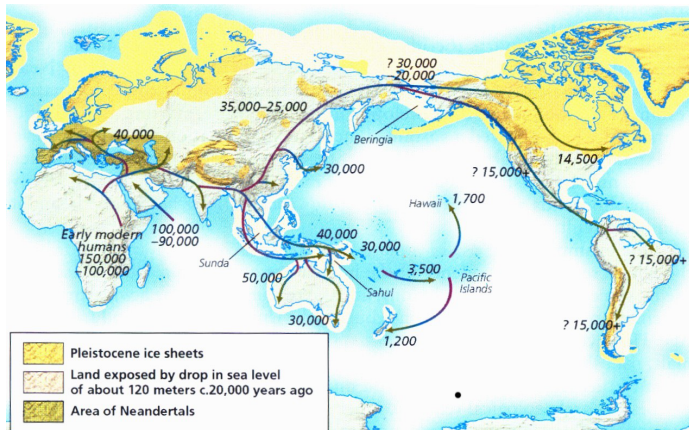 ? 30,000
–20,000
35,000–25,000
Beringia
40,000
30,000
14,500
? 15,000+
Hawaii
1,700
Early modern
humans
150,000
–100,000
100,000
–90,000
Sunda
40,000
30,000
3,500
Pacific
Islands
50,000
Sahul
30,000
1,200
? 15,000+
? 15,000+
Pleistocene ice sheets
Land exposed by drop in sea level
of about 120 meters c.20,000 years ago
Area of Neandertals